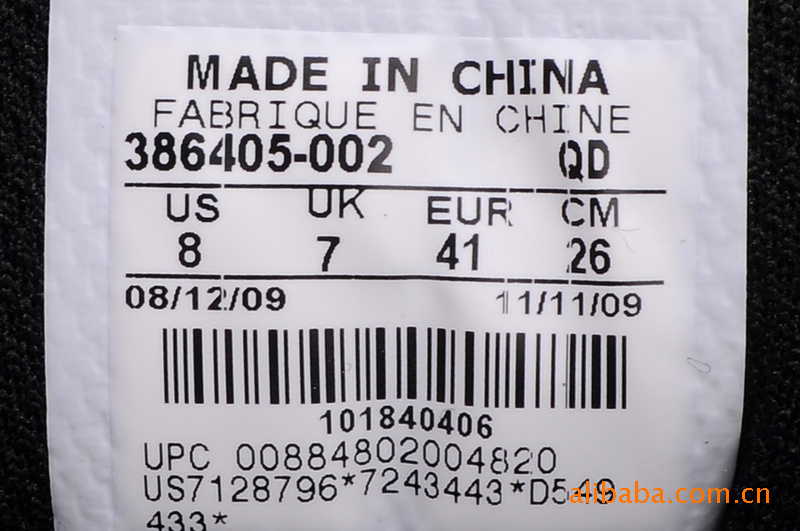 MADE IN CHINA
FABRIQUE EN CHINE
386405-002 QD
US UK EUR CM
8 7 41 26
08/12/09 11/11/09
101840406
UPC 00884802004820
US7128796*7243443*
433*
alibaba.com.cn